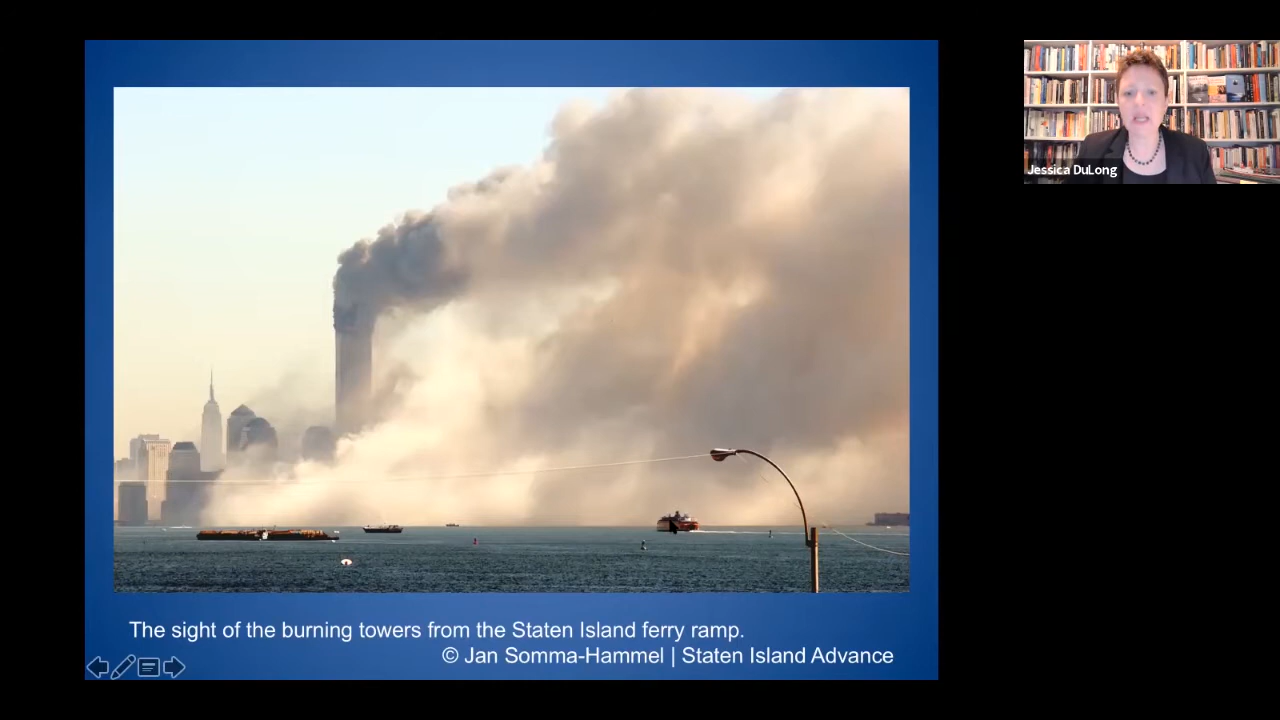 Jessica DuLong
The sight of the burning towers from the Staten Island ferry ramp.
© Jan Somma-Hammel | Staten Island Advance